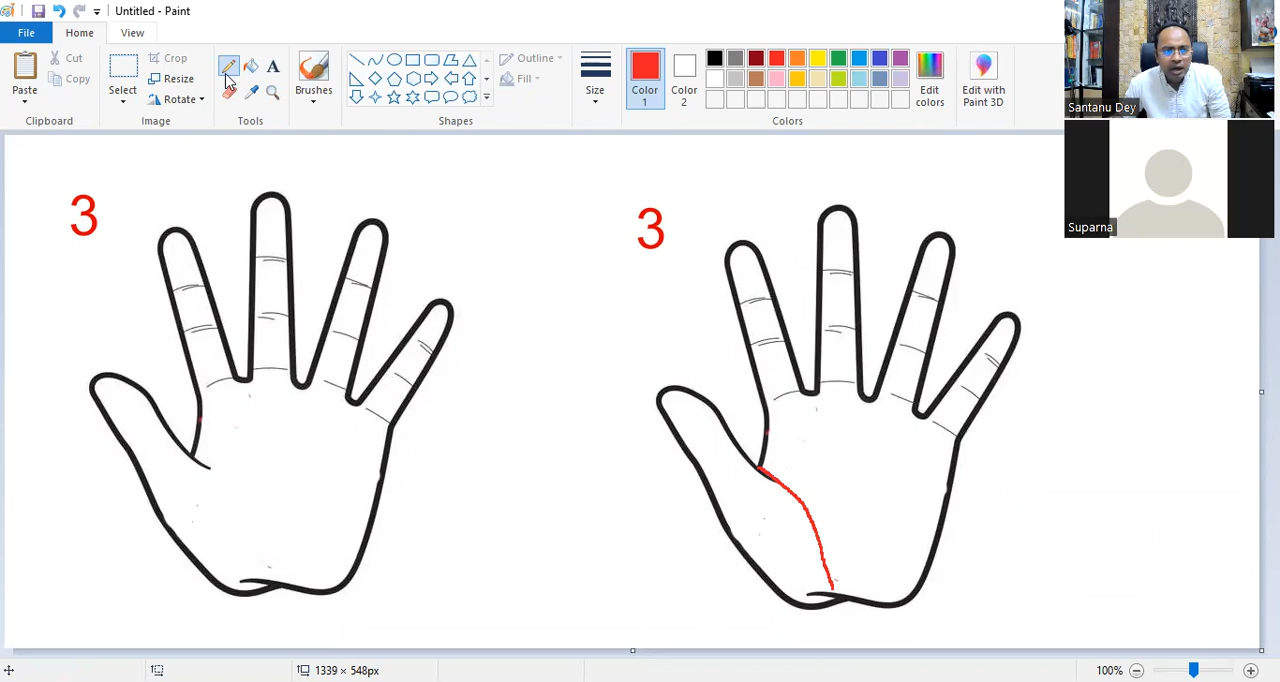 Untitled - Paint
File
Home
View
Paste
Cut
Copy
Clipboard
Select
Crop
Resize
Rotate
Image
A
Tools
Brushes
Shapes
Outline
Fill
Size
Color
1
Color
2
Edit
colors
Edit with
Paint 3D
Colors
Santanu Dey
Suparna
3
3
1339 × 548px
100%